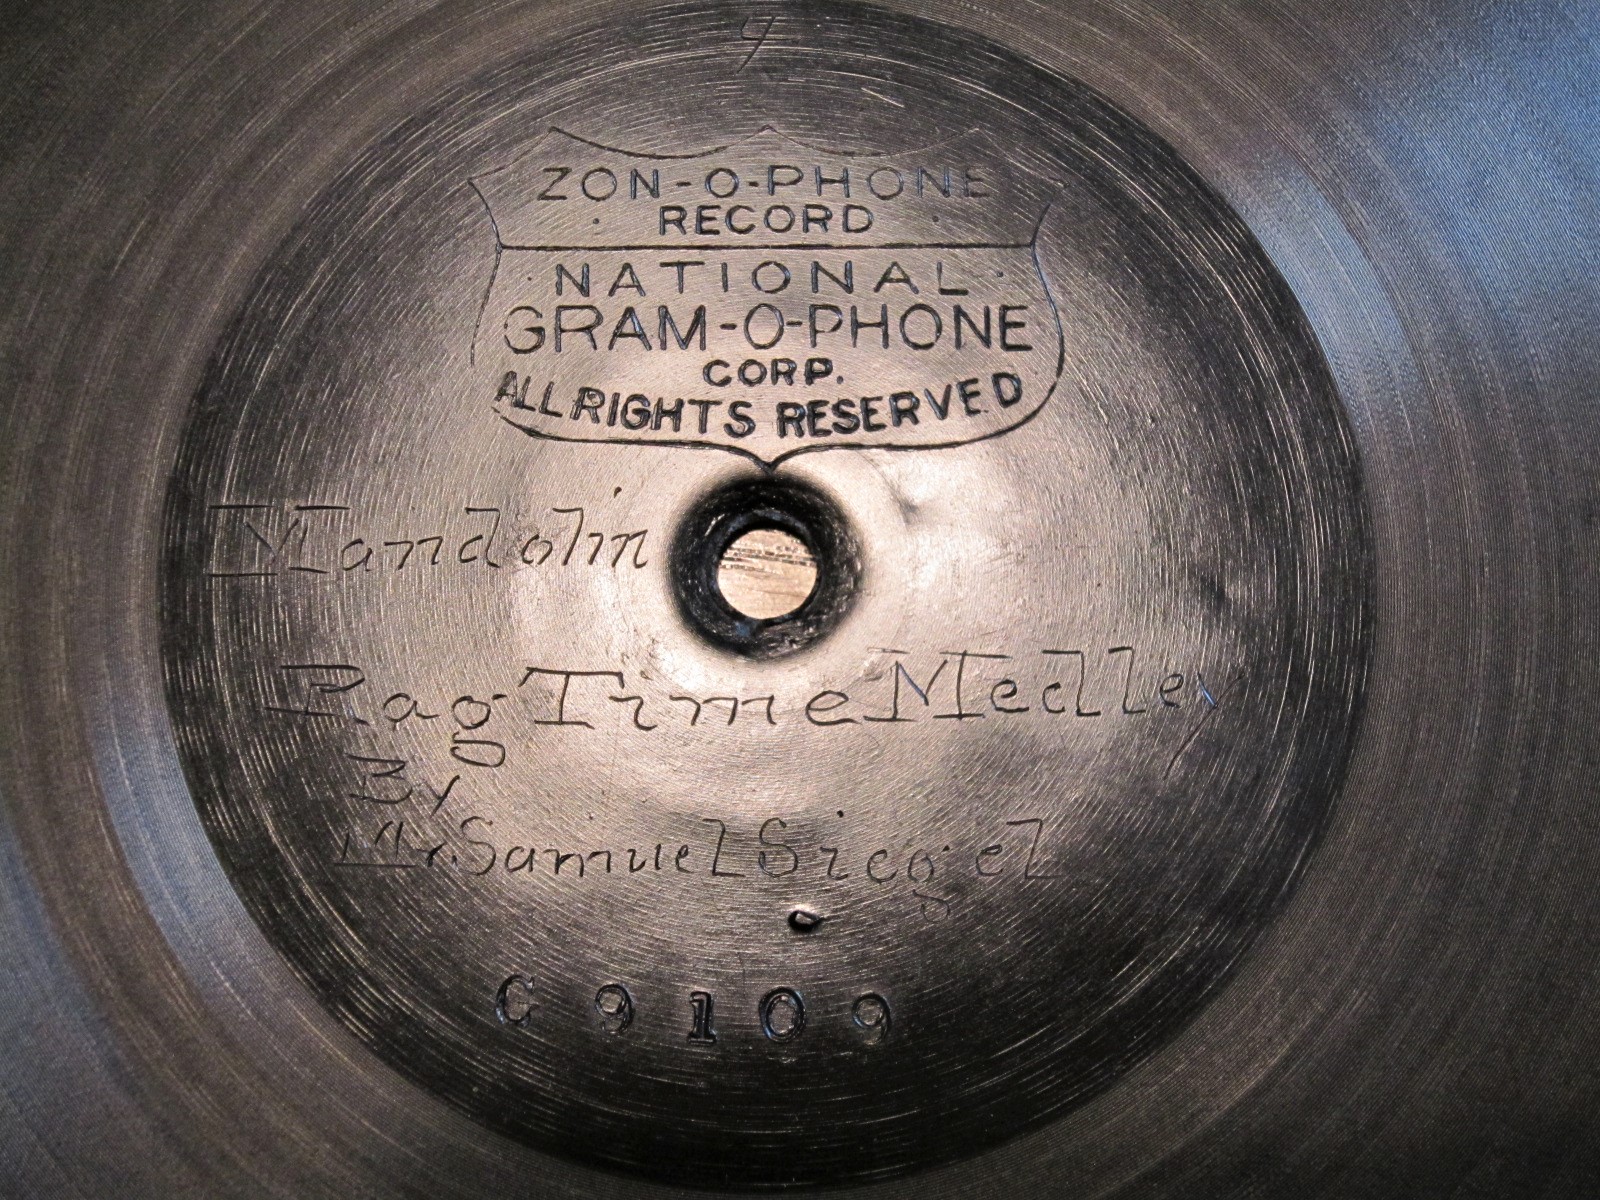 4
ZON-O-PHONE
RECORD
NATIONAL
GRAM-O-PHONE
CORP.
ALL RIGHTS RESERVED
Mandolin
Rag Time Medley
By
Mr. Samuel Siegel
G 9109